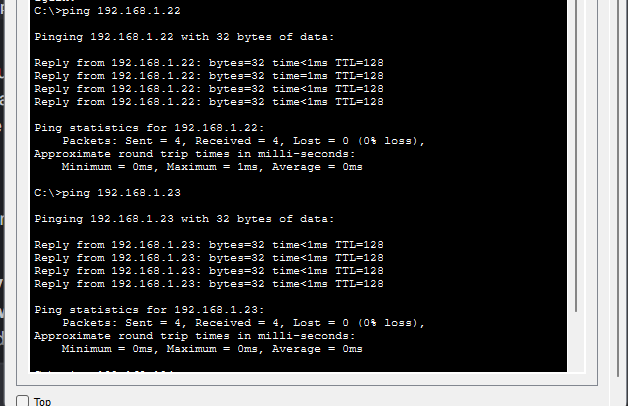 C:\>ping 192.168.1.22
Pinging 192.168.1.22 with 32 bytes of data:
Reply from 192.168.1.22: bytes=32 time<1ms TTL=128
Reply from 192.168.1.22: bytes=32 time=1ms TTL=128
Reply from 192.168.1.22: bytes=32 time<1ms TTL=128
Reply from 192.168.1.22: bytes=32 time<1ms TTL=128
Ping statistics for 192.168.1.22:
    Packets: Sent = 4, Received = 4, Lost = 0 (0% loss),
Approximate round trip times in milli-seconds:
    Minimum = 0ms, Maximum = 1ms, Average = 0ms
C:\>ping 192.168.1.23
Pinging 192.168.1.23 with 32 bytes of data:
Reply from 192.168.1.23: bytes=32 time<1ms TTL=128
Reply from 192.168.1.23: bytes=32 time<1ms TTL=128
Reply from 192.168.1.23: bytes=32 time<1ms TTL=128
Reply from 192.168.1.23: bytes=32 time<1ms TTL=128
Ping statistics for 192.168.1.23:
    Packets: Sent = 4, Received = 4, Lost = 0 (0% loss),
Approximate round trip times in milli-seconds:
    Minimum = 0ms, Maximum = 0ms, Average = 0ms
Top